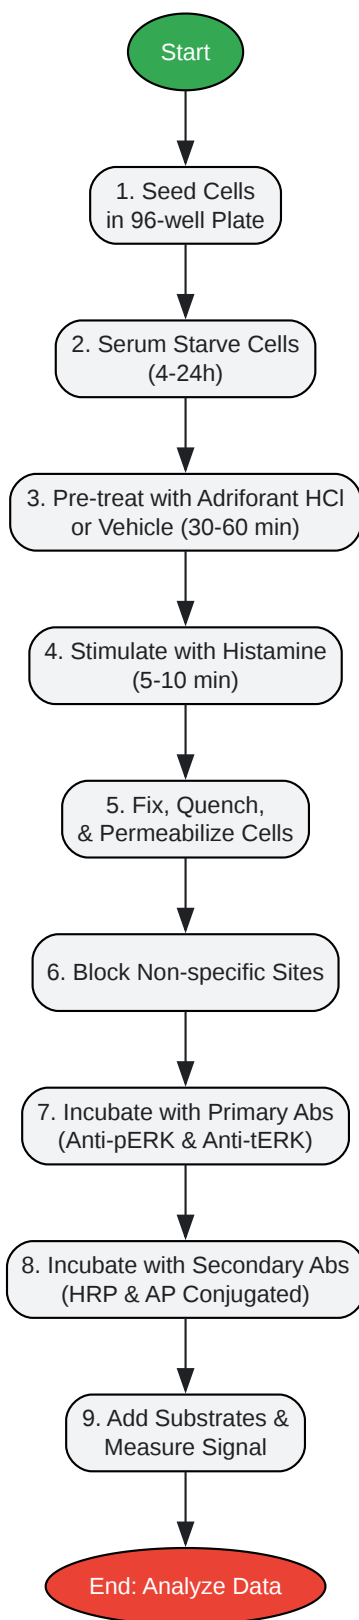 Start
1. Seed Cells
in 96-well Plate
2. Serum Starve Cells
(4-24h)
3. Pre-treat with Adriforant HCl
or Vehicle (30-60 min)
4. Stimulate with Histamine
(5-10 min)
5. Fix, Quench,
& Permeabilize Cells
6. Block Non-specific Sites
7. Incubate with Primary Abs
(Anti-pERK & Anti-tERK)
8. Incubate with Secondary Abs
(HRP & AP Conjugated)
9. Add Substrates &
Measure Signal
End: Analyze Data